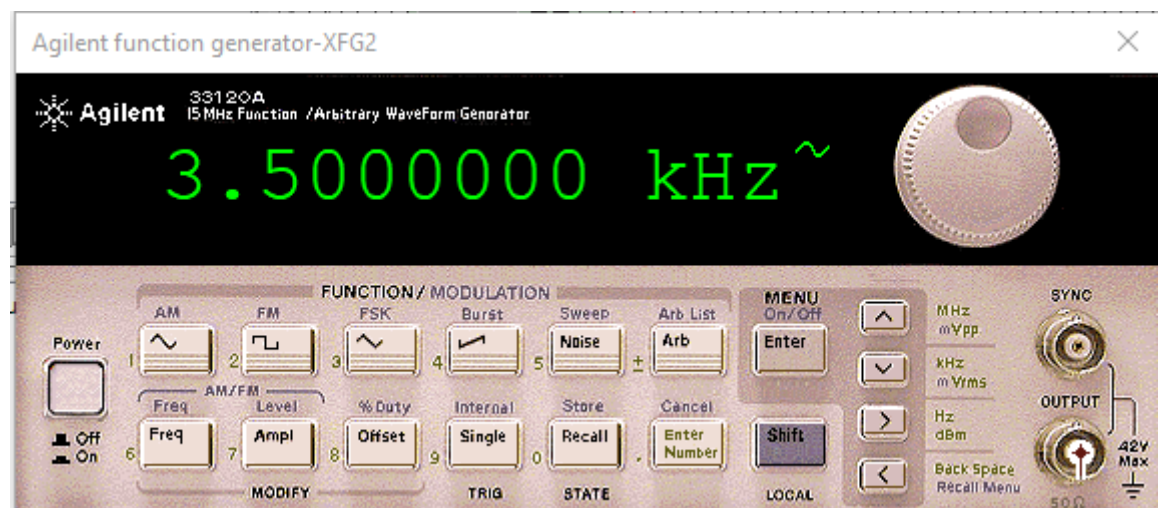 Agilent function generator-XFG2
Agilent
33120A
15 MHz Function / Arbitrary WaveForm Genarator
3.5000000 kHz
FUNCTION / MODULATION
AM FM FSK Burst Sweep Arb List
1 2 3 4 5 Noise ± Arb
Power
Off
On
AM/FM
Freq Level % Duty Internal Store Cancel
6 Freq 7 Ampl 8 Offset 9 Single 0 Recall . Enter Number
MODIFY TRIG STATE
MENU
On/Off
Enter
Shift
LOCAL
MHz
mVpp
kHz
m Vrms
Hz
dBm
Back Space
Recall Menu
SYNC
OUTPUT
42V
Max
50Ω